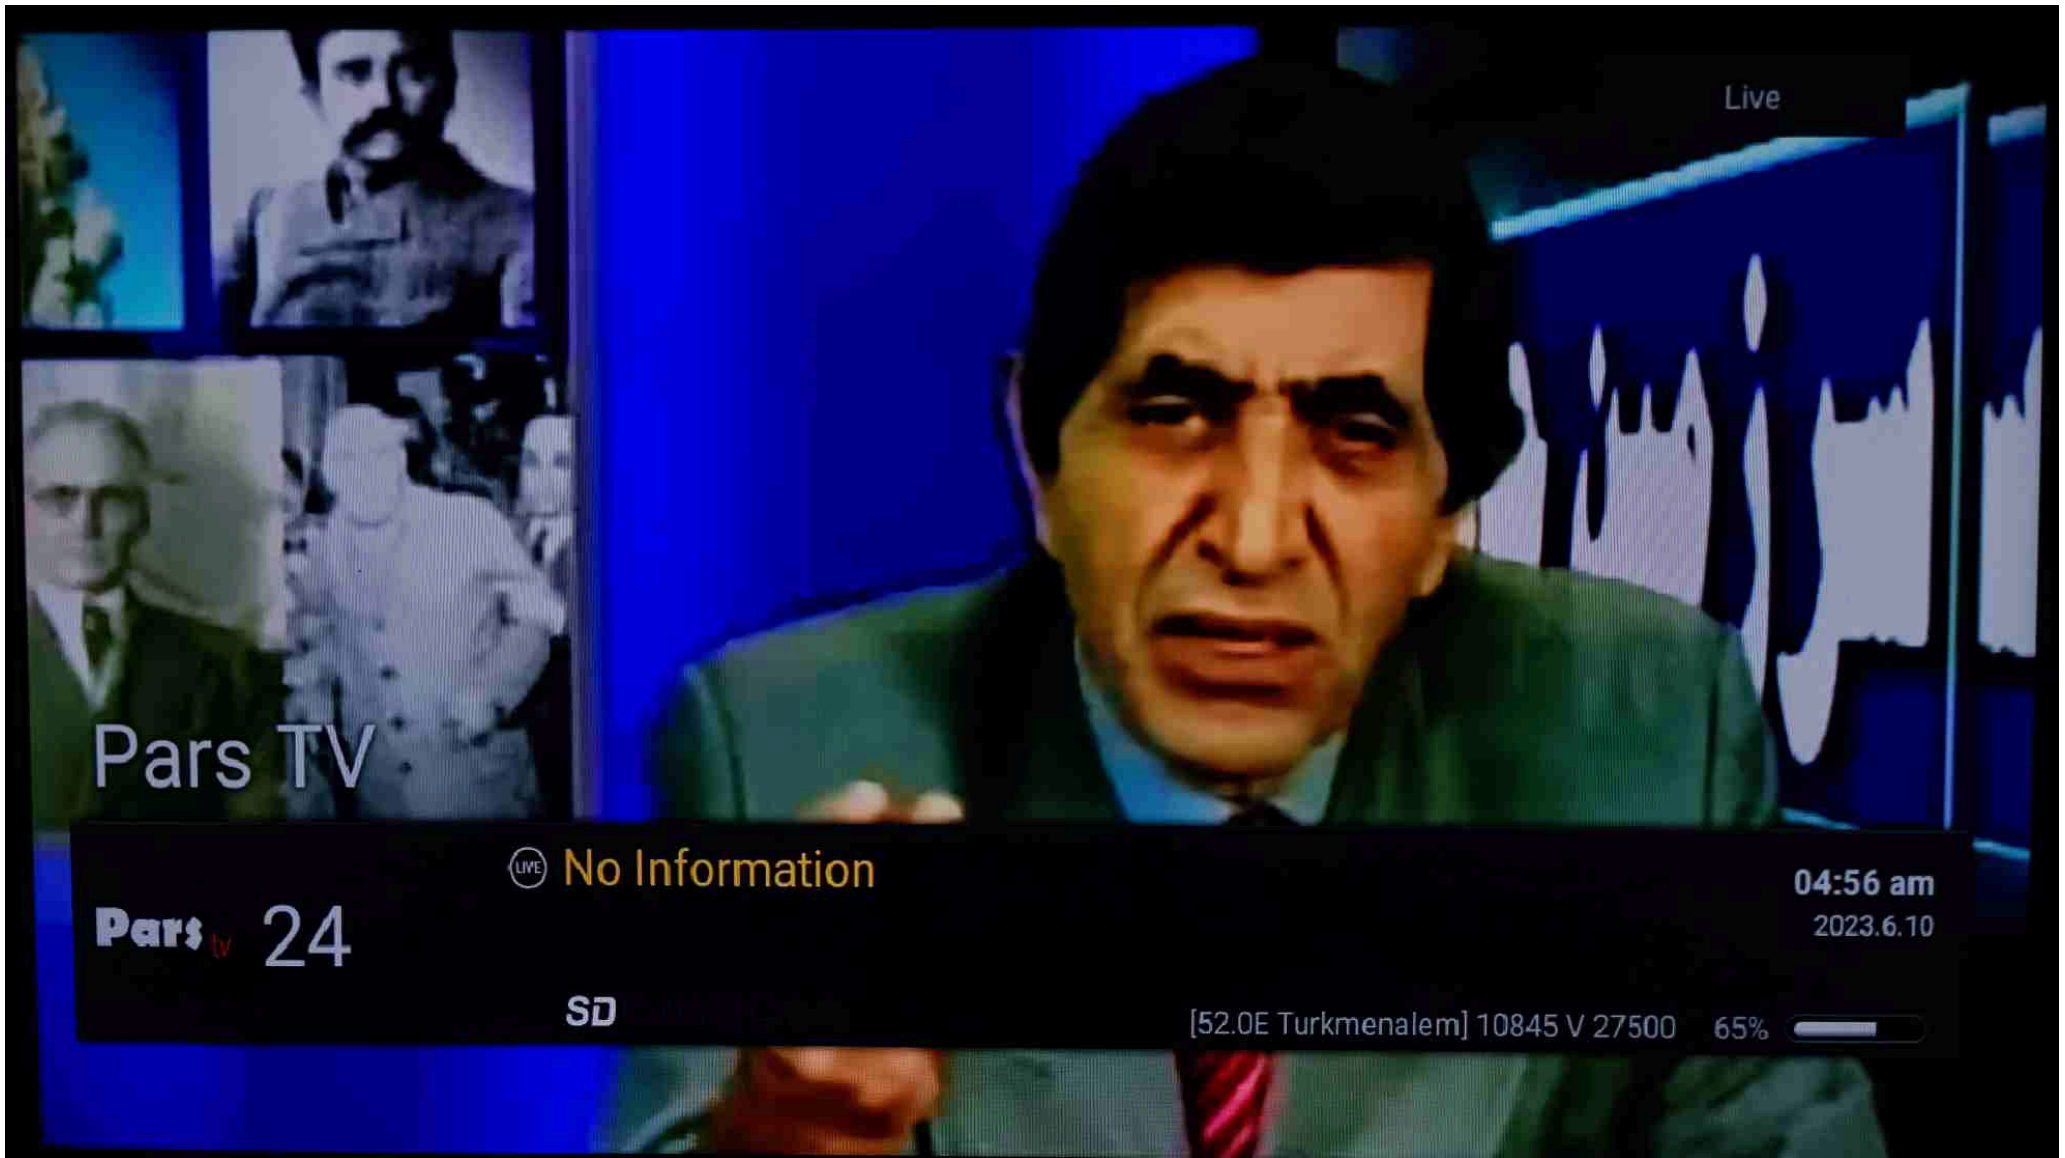 Live
Pars TV
LIVE No Information
04:56 am
Pars tv 24
2023.6.10
SD
[52.0E Turkmenalem] 10845 V 27500 65%